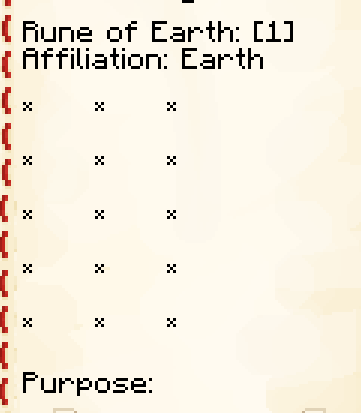 Rune of Earth: [1]
Affiliation: Earth
x x x
x x x
x x x
x x x
x x x
Purpose: